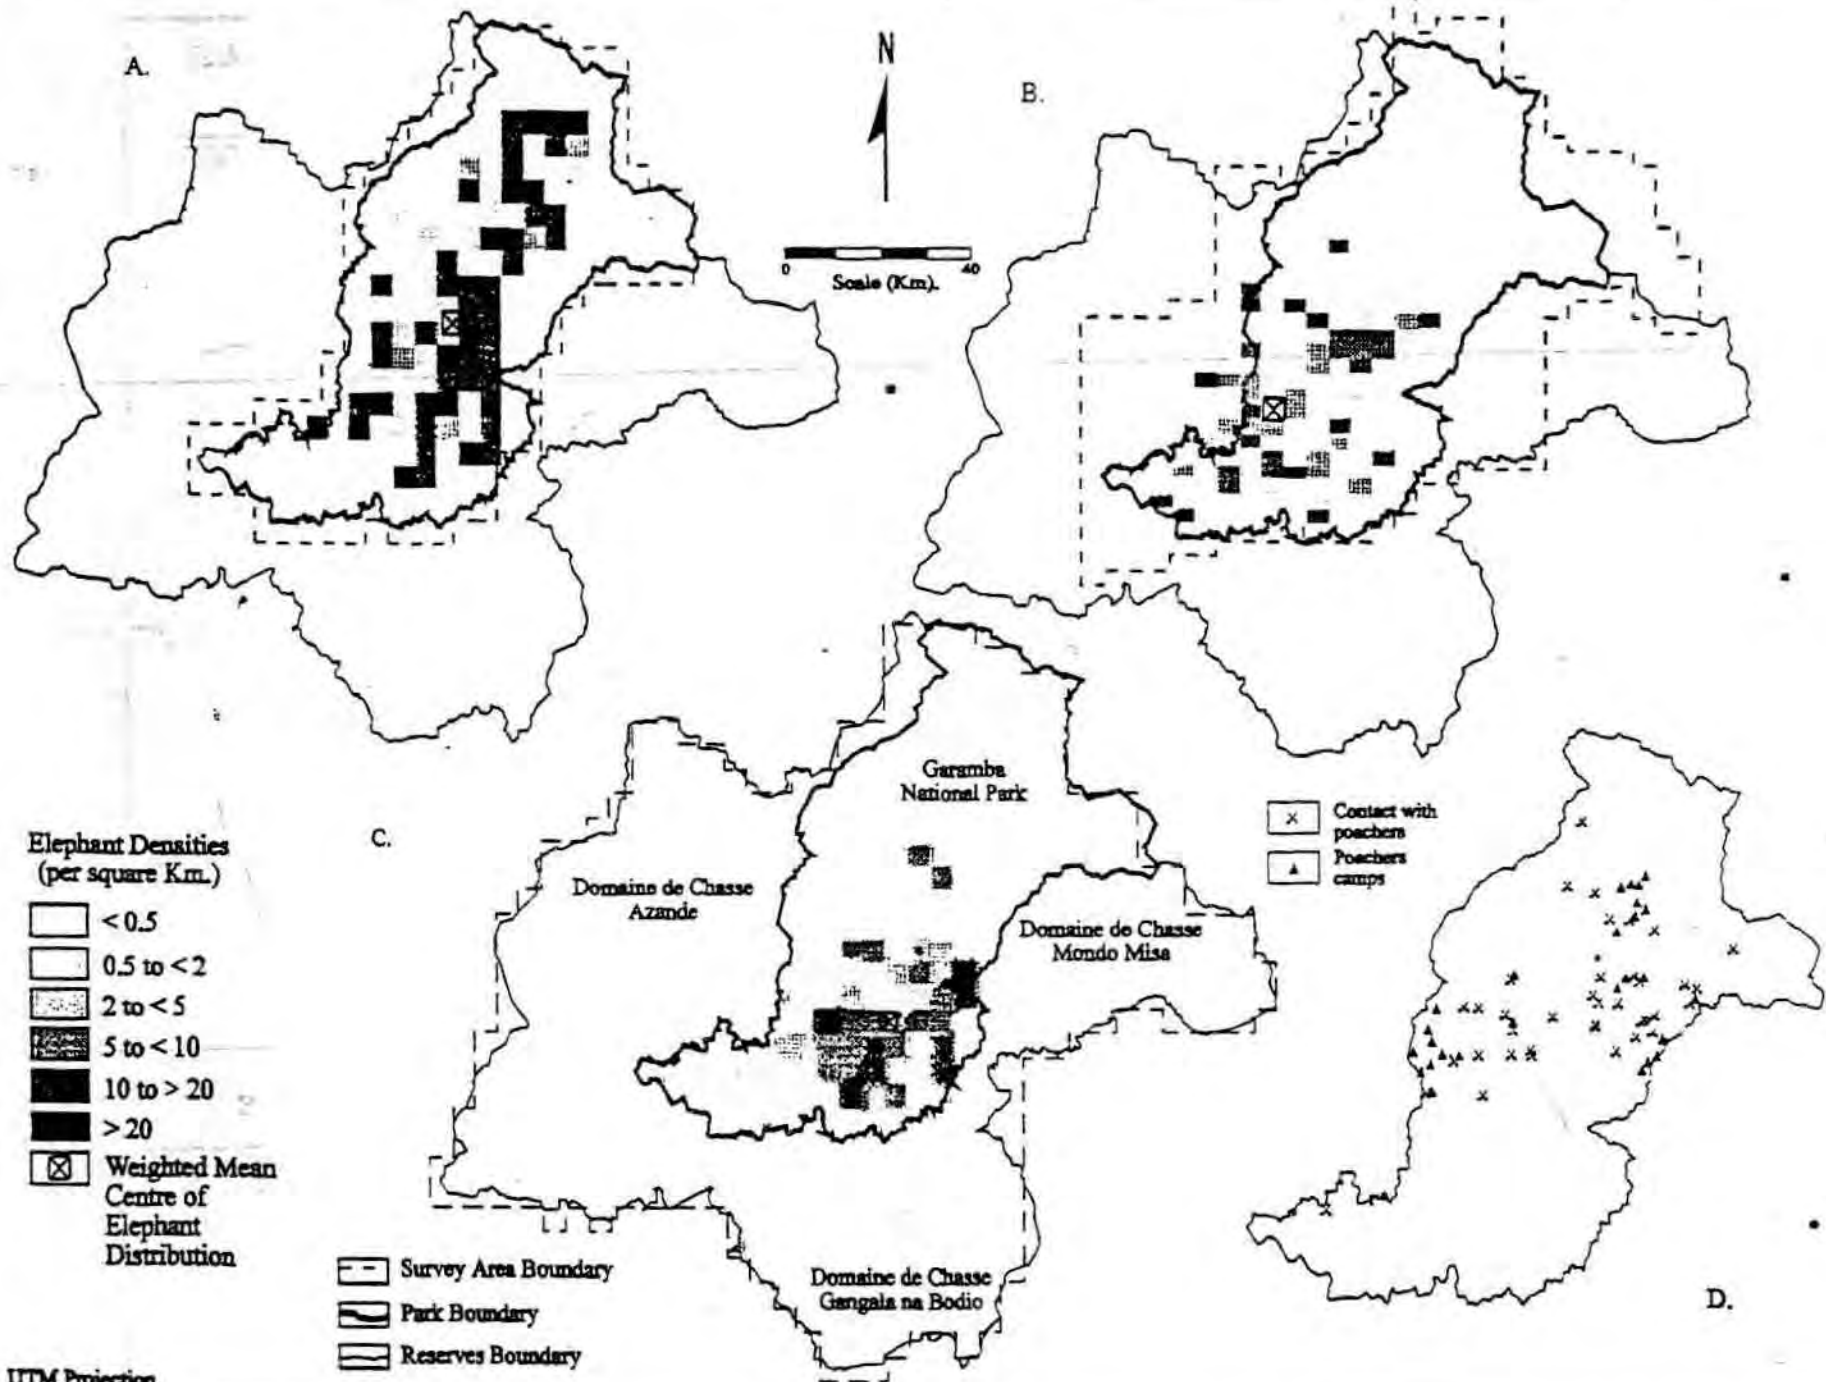 A.
N
B.
0
40
Scale (Km).
Garamba
National Park
C.
Domaine de Chasse
Azande
Domaine de Chasse
Mondo Misa
Domaine de Chasse
Gangala na Bodio
Contact with
poachers
Poachers
camps
D.
Elephant Densities
(per square Km.)
< 0.5
0.5 to < 2
2 to < 5
5 to < 10
10 to > 20
> 20
Weighted Mean
Centre of
Elephant
Distribution
Survey Area Boundary
Park Boundary
Reserves Boundary
UTM Projection